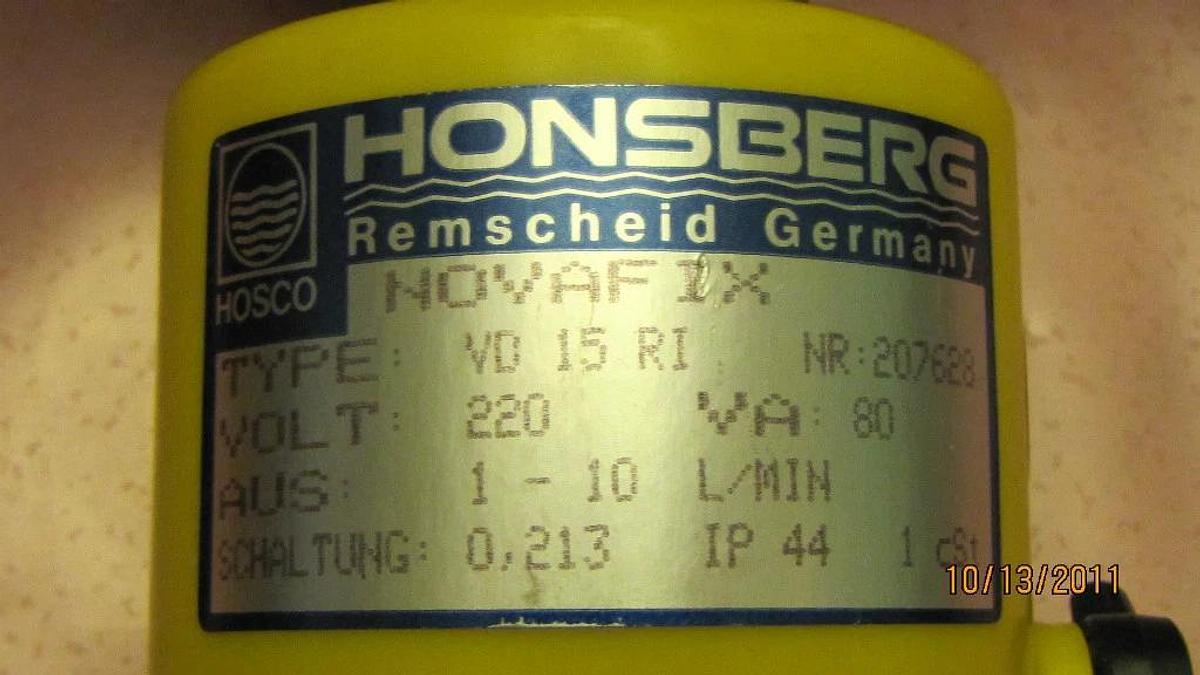 HONSBERG
Remscheid Germany
HOSCO
NOVAFIX
TYPE: VD 15 RI NR:207628
VOLT: 220 VA: 80
AUS: 1 - 10 L/MIN
SCHALTUNG: 0,213 IP 44 1 cSt
10/13/2011